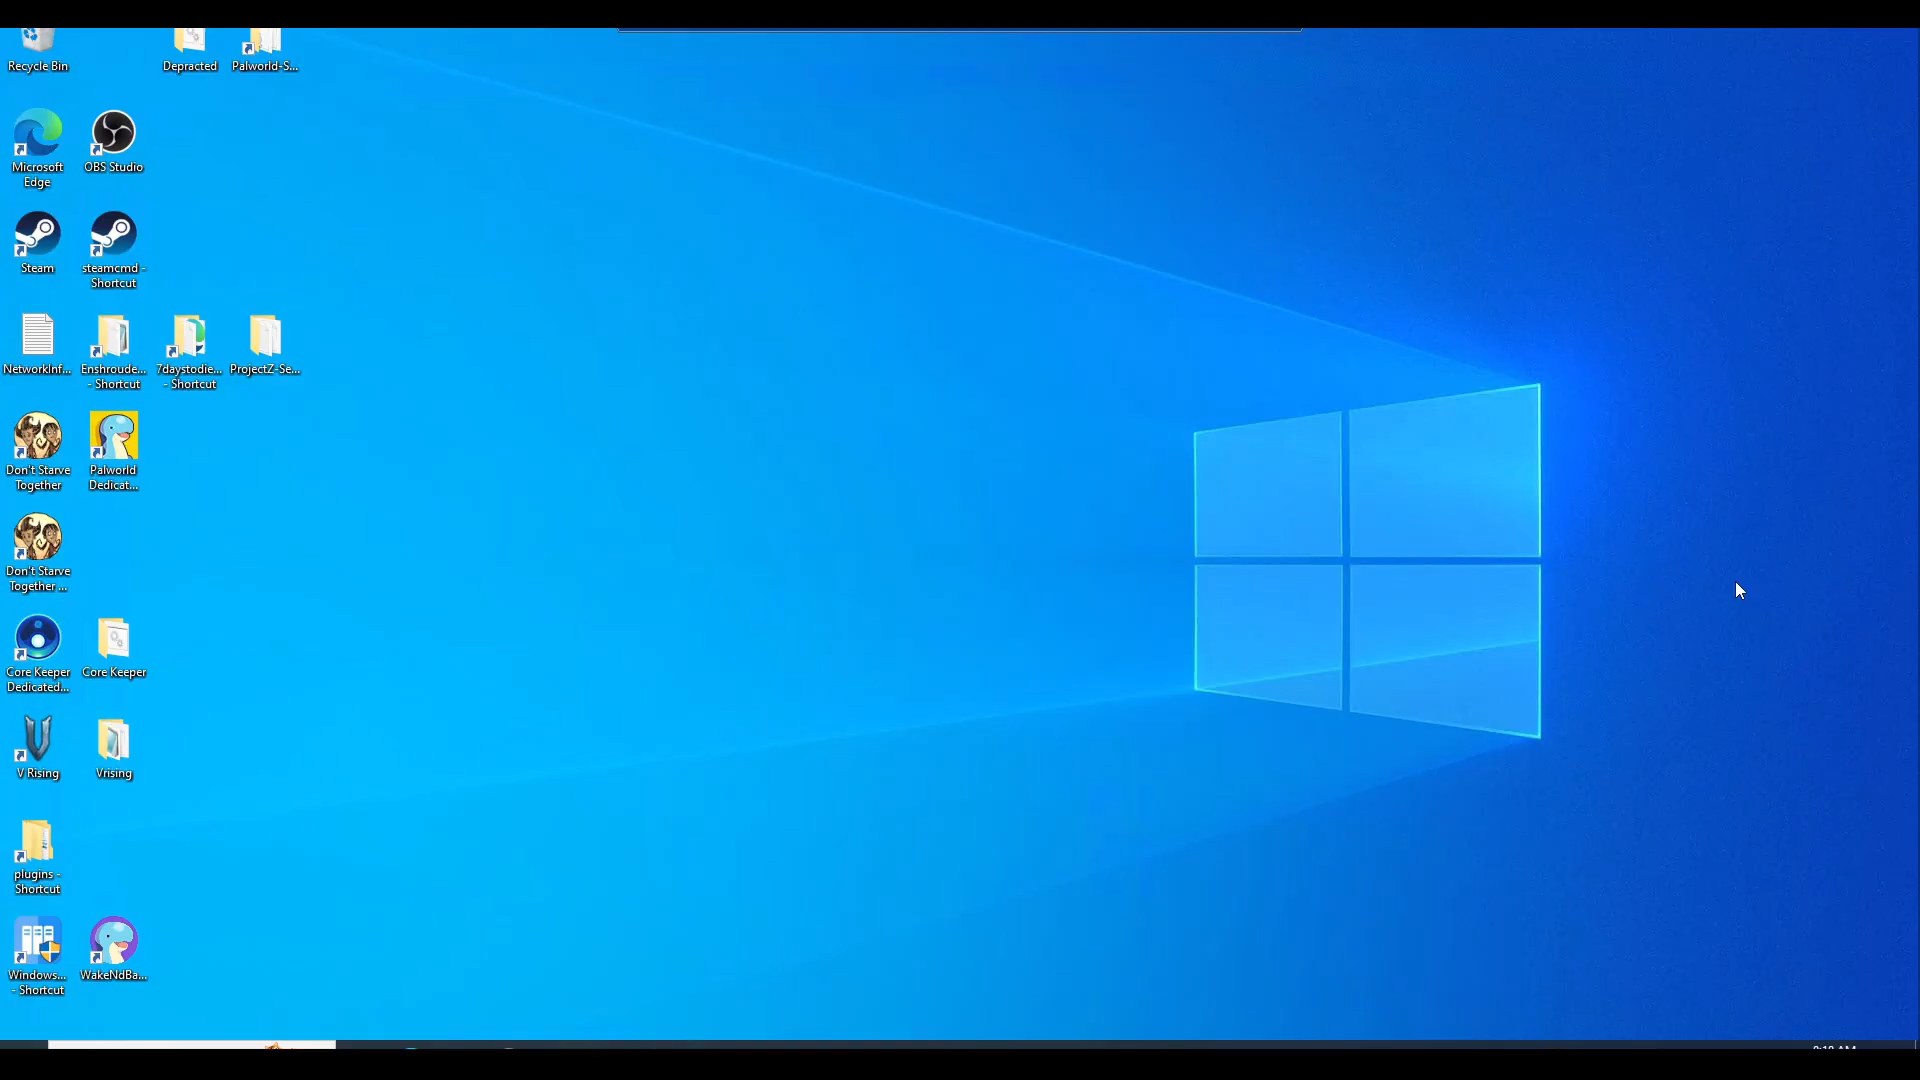 Recycle Bin
Depracted
Palworld-S...
Microsoft
Edge
OBS Studio
Steam
steamcmd -
Shortcut
NetworkInf...
Enshroude...
- Shortcut
7daystodie...
- Shortcut
ProjectZ-Se...
Don't Starve
Together
Palworld
Dedicat...
Don't Starve
Together ...
Core Keeper
Dedicated...
Core Keeper
V Rising
Vrising
plugins -
Shortcut
Windows...
- Shortcut
WakeNdBa...